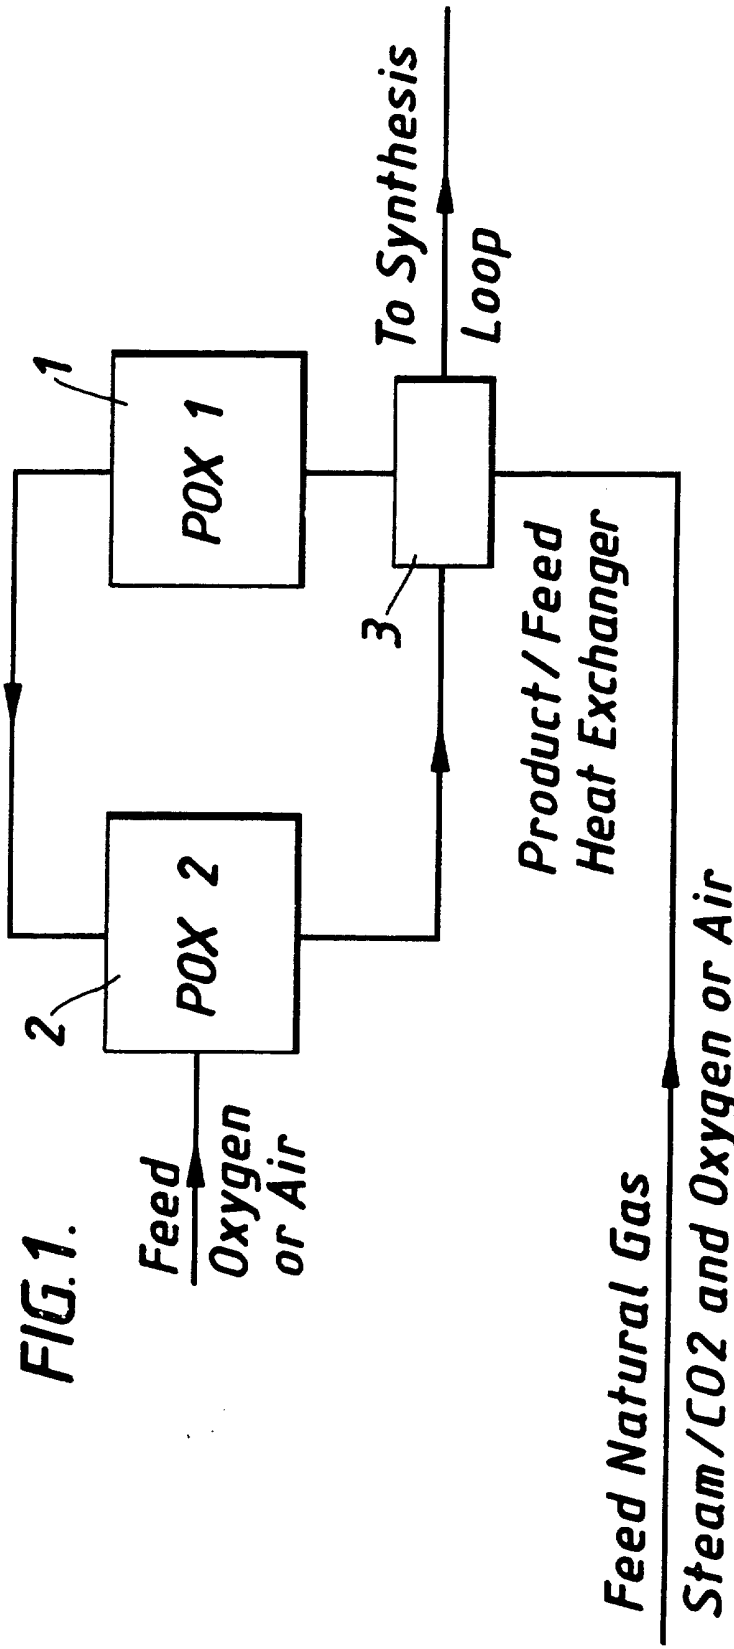 FIG.1.
2
POX 2
1
POX 1
Feed
Oxygen
or Air
3
To Synthesis
Loop
Product/Feed
Heat Exchanger
Feed Natural Gas
Steam/CO2 and Oxygen or Air